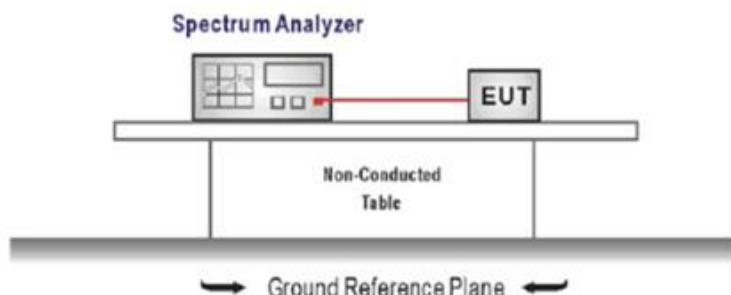 Spectrum Analyzer
EUT
Non-Conducted
Table
Ground Reference Plane